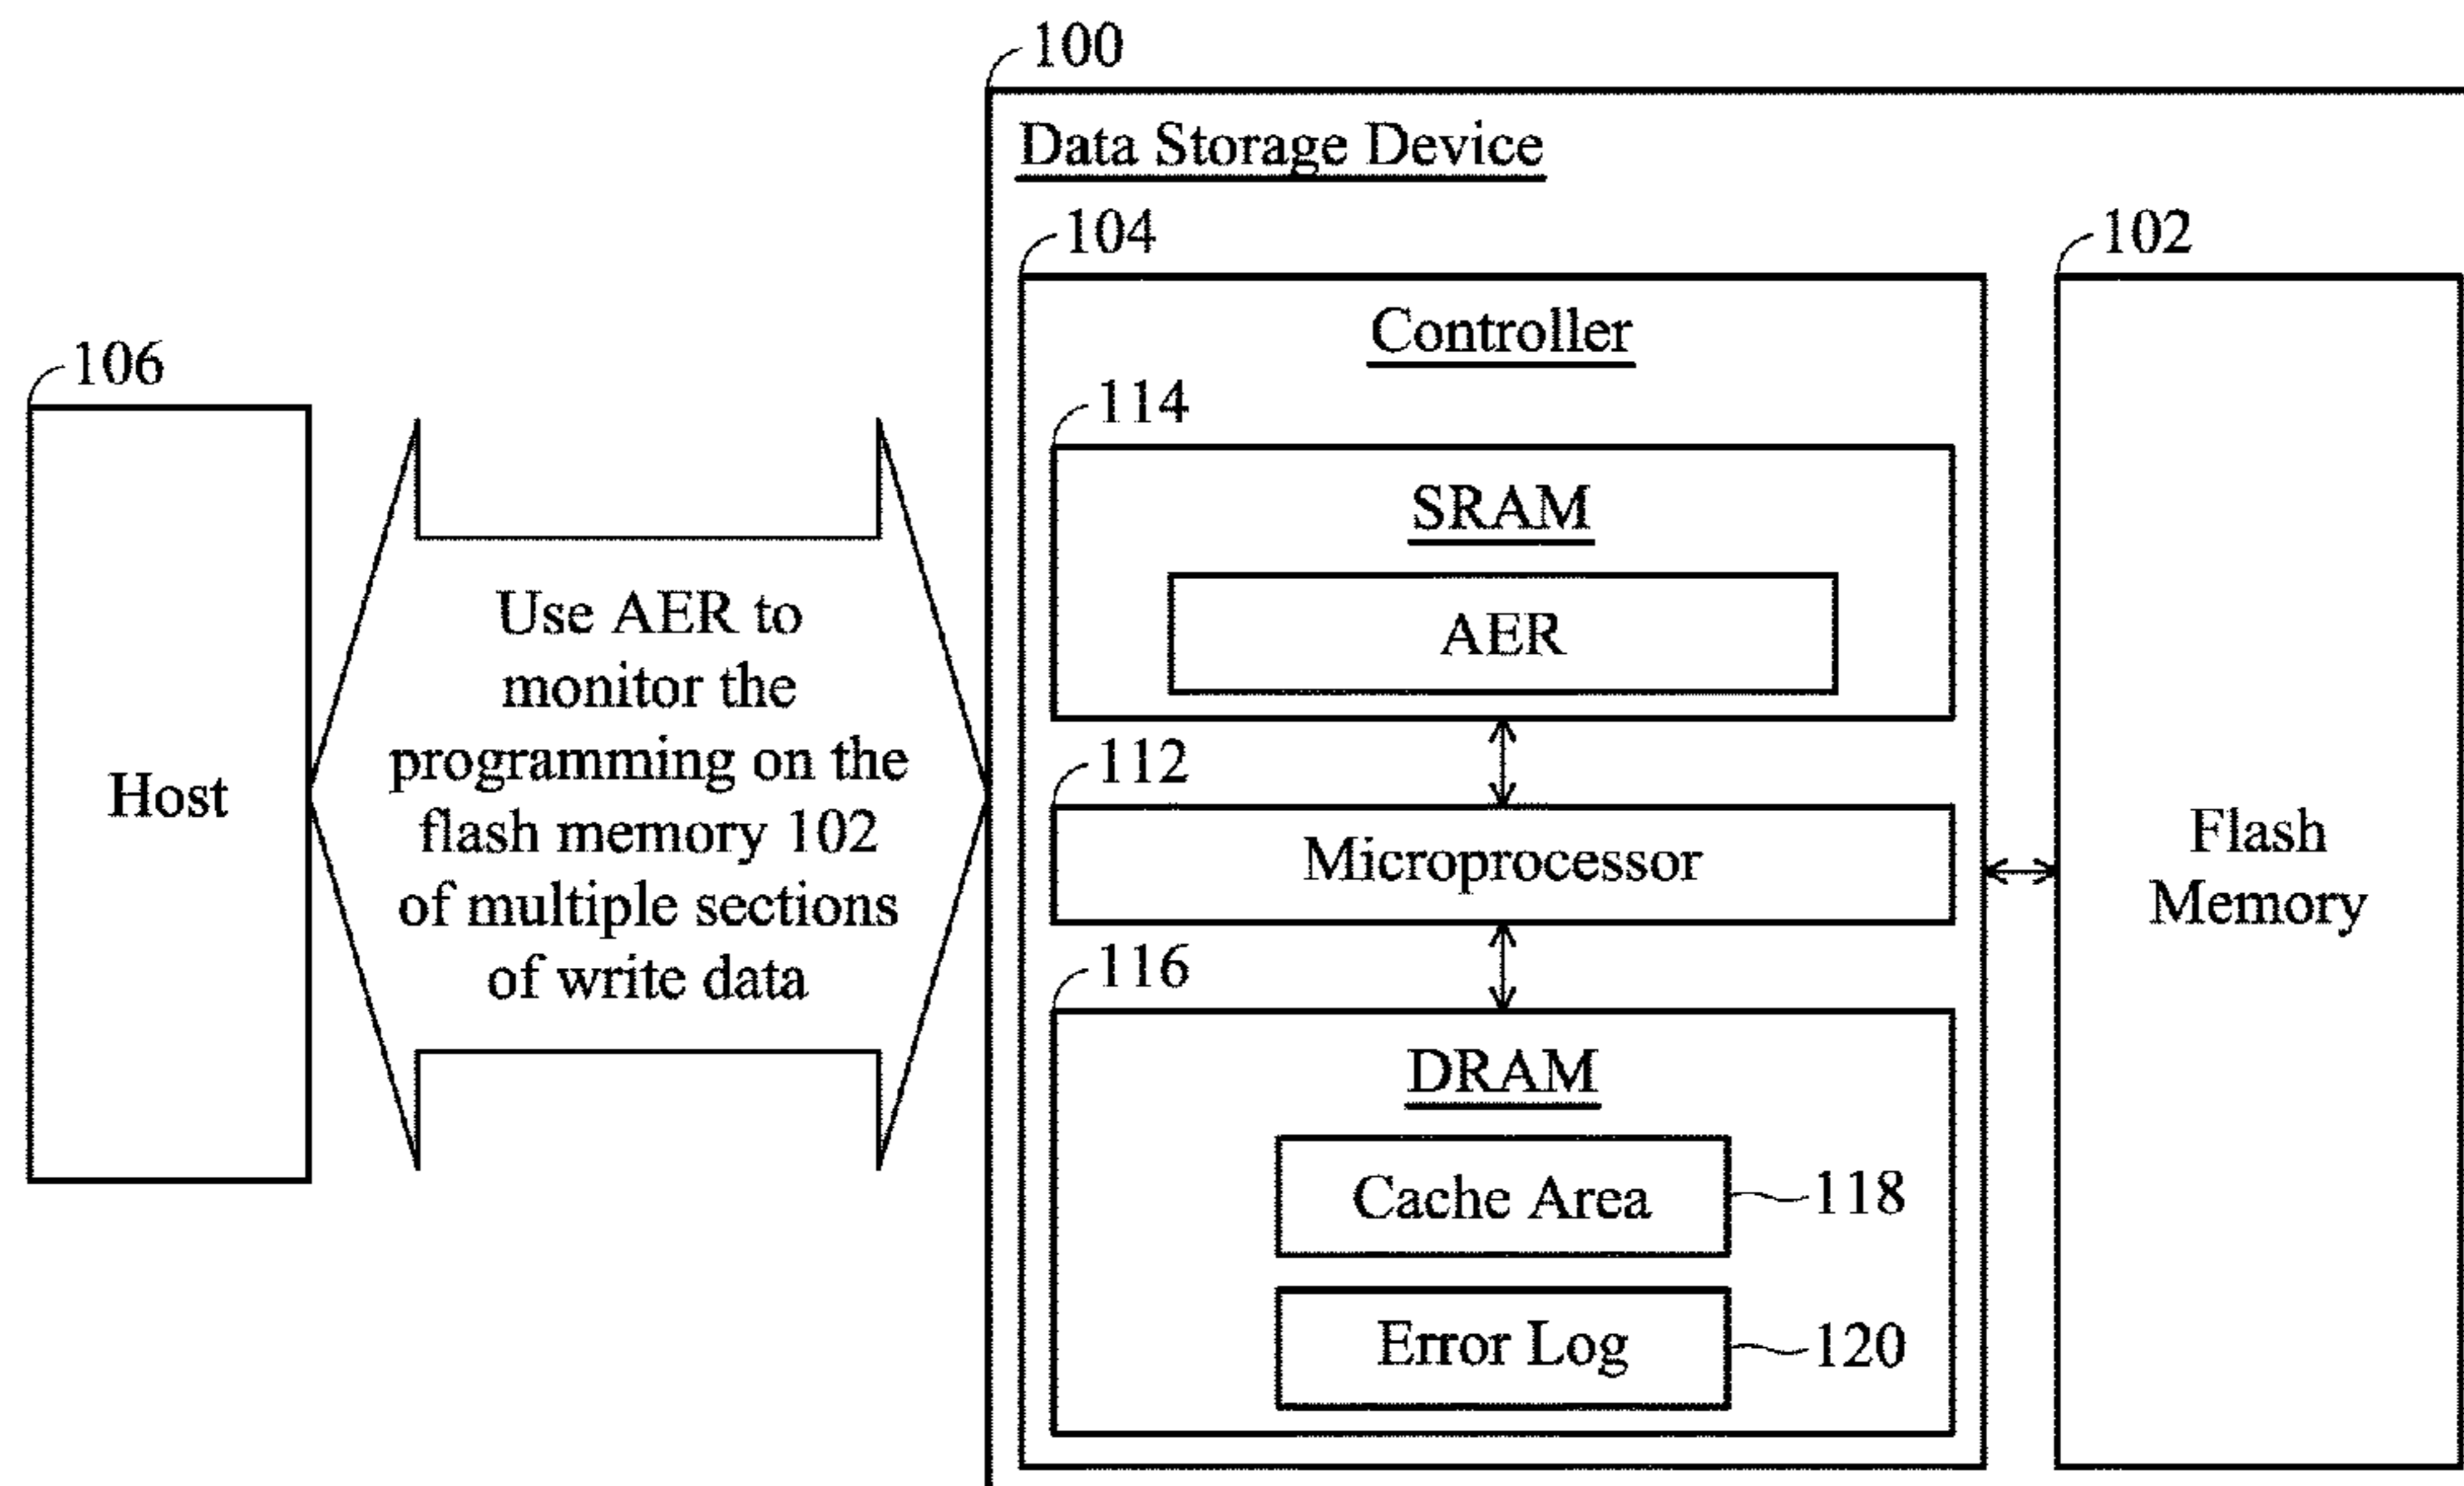 100
Data Storage Device
104
102
Controller
106
114
SRAM
AER
Use AER to
monitor the
programming on the
flash memory 102
of multiple sections
of write data
Host
112
Microprocessor
Flash
Memory
116
DRAM
Cache Area
118
Error Log
120